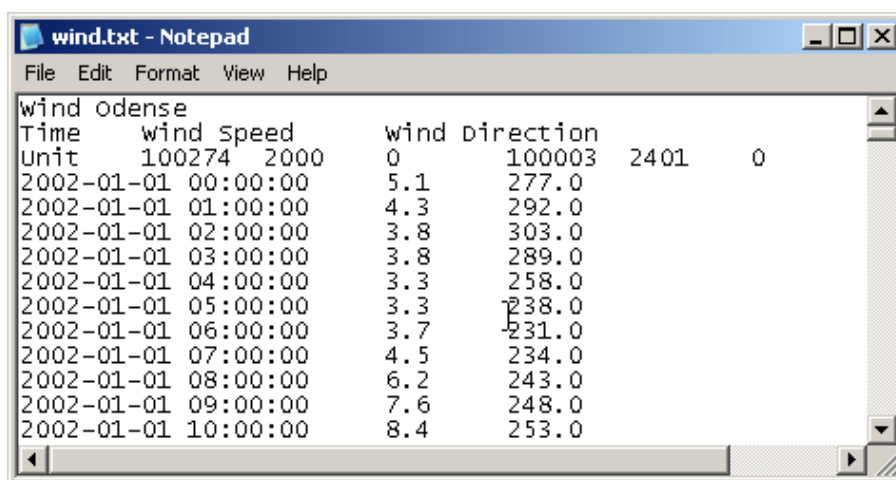 wind.txt - Notepad
File Edit Format View Help
Wind Odense
Time Wind Speed Wind Direction
Unit 100274 2000 0 100003 2401 0
2002-01-01 00:00:00 5.1 277.0
2002-01-01 01:00:00 4.3 292.0
2002-01-01 02:00:00 3.8 303.0
2002-01-01 03:00:00 3.8 289.0
2002-01-01 04:00:00 3.3 258.0
2002-01-01 05:00:00 3.3 238.0
2002-01-01 06:00:00 3.7 231.0
2002-01-01 07:00:00 4.5 234.0
2002-01-01 08:00:00 6.2 243.0
2002-01-01 09:00:00 7.6 248.0
2002-01-01 10:00:00 8.4 253.0